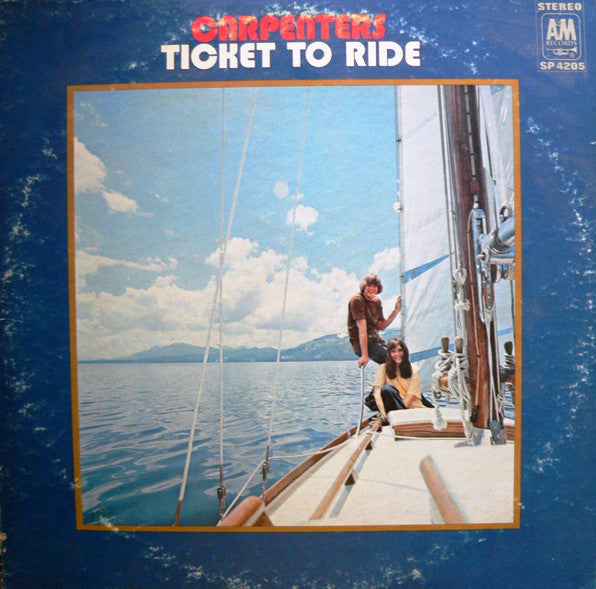 CARPENTERS
TICKET TO RIDE
STEREO
A&M
RECORDS
SP 4205